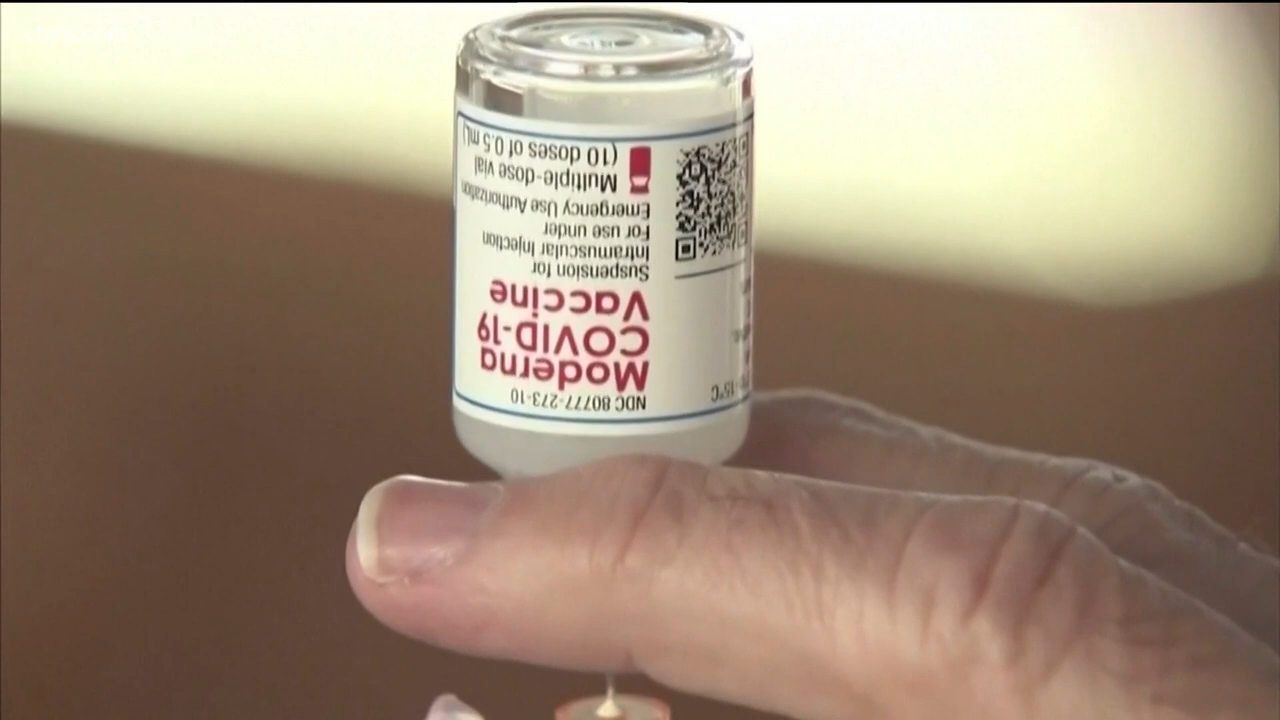 NDC 80777-273-10
Moderna
COVID-19
Vaccine
Suspension for
Intramuscular Injection
For use under
Emergency Use Authorization
Multiple-dose vial
(10 doses of 0.5 mL)
15°C